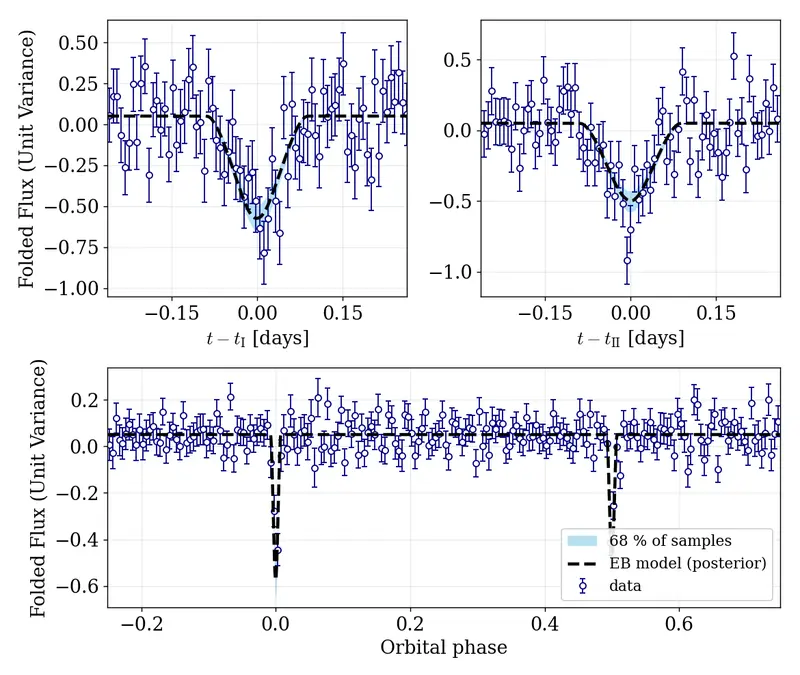 Folded Flux (Unit Variance)
0.50
0.25
0.00
−0.25
−0.50
−0.75
−1.00
−0.15 0.00 0.15
t − t_I [days]
0.5
0.0
−0.5
−1.0
−0.15 0.00 0.15
t − t_II [days]
Folded Flux (Unit Variance)
0.2
0.0
−0.2
−0.4
−0.6
−0.2 0.0 0.2 0.4 0.6
Orbital phase
68 % of samples
EB model (posterior)
data